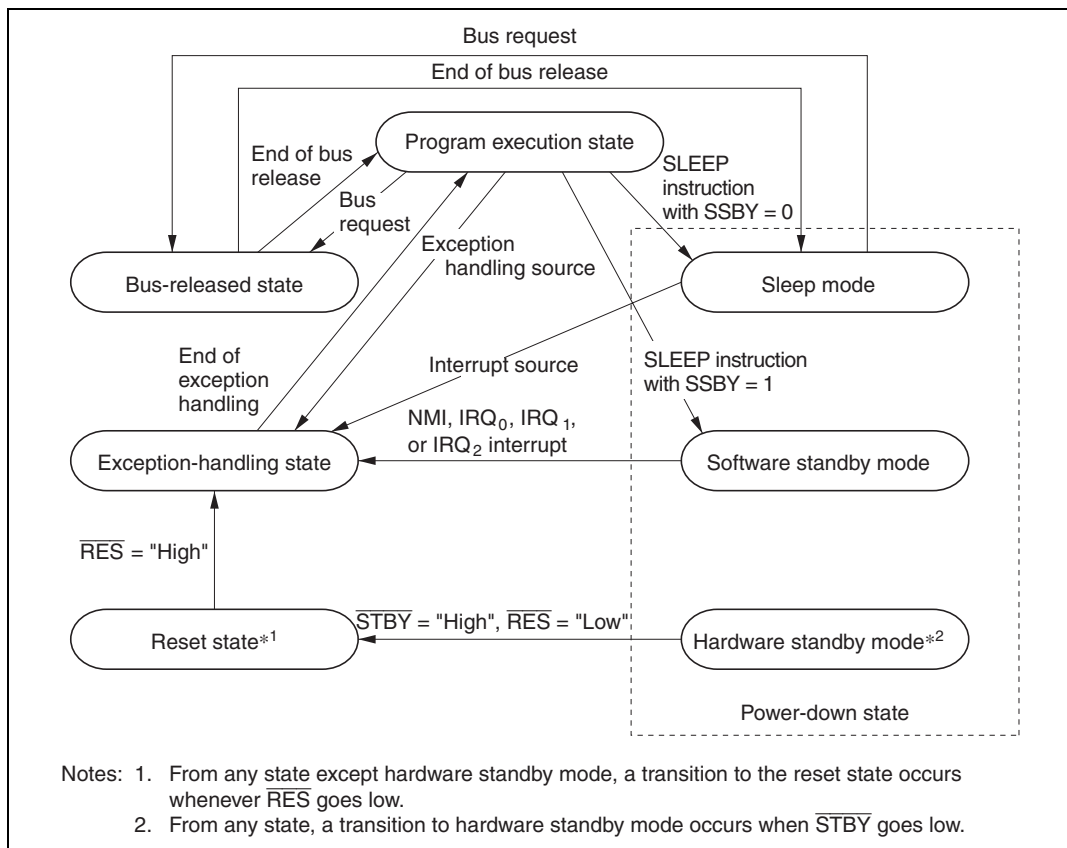 Bus request
End of bus release
Program execution state
End of bus
release
SLEEP
instruction
with SSBY = 0
Bus
request
Exception
handling source
Bus-released state
Sleep mode
End of
exception
handling
Interrupt source
SLEEP instruction
with SSBY = 1
NMI, IRQ₀, IRQ₁,
or IRQ₂ interrupt
Exception-handling state
Software standby mode
R̅E̅S̅ = "High"
S̅T̅B̅Y̅ = "High", R̅E̅S̅ = "Low"
Reset state*¹
Hardware standby mode*²
Power-down state
Notes: 1. From any state except hardware standby mode, a transition to the reset state occurs
whenever R̅E̅S̅ goes low.
2. From any state, a transition to hardware standby mode occurs when S̅T̅B̅Y̅ goes low.